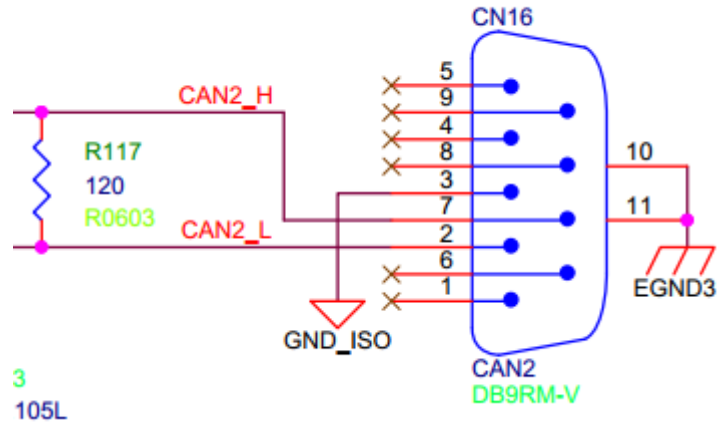 CN16
CAN2_H
R117
120
R0603
CAN2_L
5
9
4
8
3
7
2
6
1
10
11
EGND3
GND_ISO
CAN2
DB9RM-V
3
105L